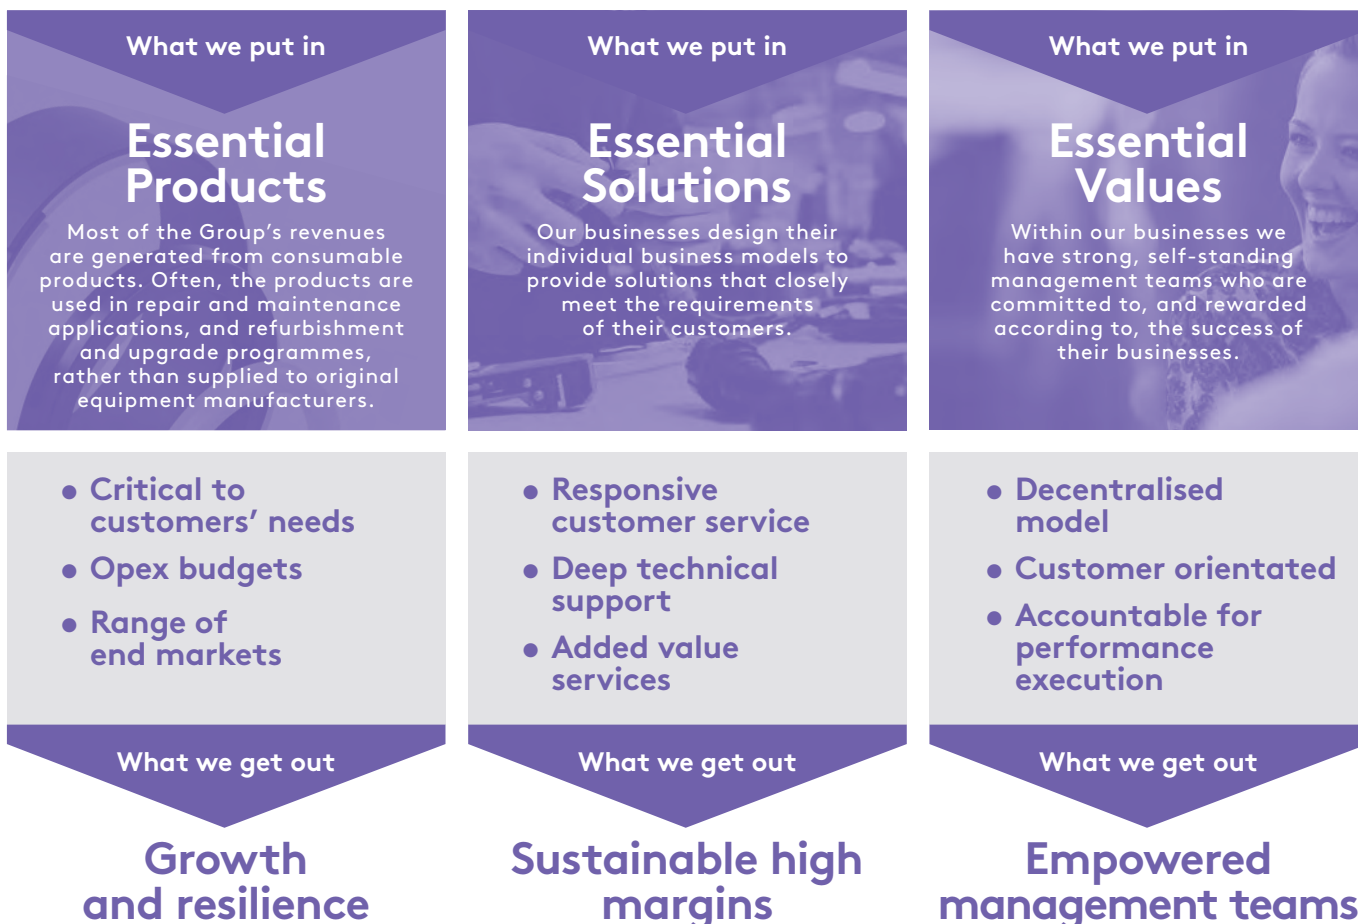 What we put in
Essential
Products
Most of the Group’s revenues
are generated from consumable
products. Often, the products are
used in repair and maintenance
applications, and refurbishment
and upgrade programmes,
rather than supplied to original
equipment manufacturers.
• Critical to
customers’ needs
• Opex budgets
• Range of
end markets
What we get out
Growth
and resilience
What we put in
Essential
Solutions
Our businesses design their
individual business models to
provide solutions that closely
meet the requirements
of their customers.
• Responsive
customer service
• Deep technical
support
• Added value
services
What we get out
Sustainable high
margins
What we put in
Essential
Values
Within our businesses we
have strong, self-standing
management teams who are
committed to, and rewarded
according to, the success of
their businesses.
• Decentralised
model
• Customer orientated
• Accountable for
performance
execution
What we get out
Empowered
management teams